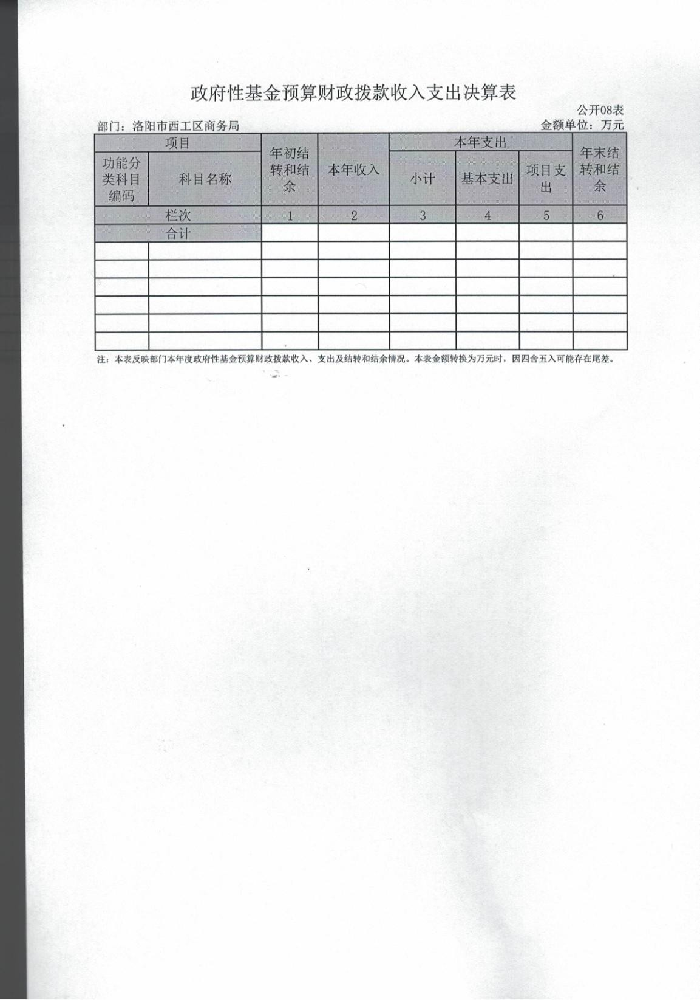 政府性基金预算财政拨款收入支出决算表
公开08表
部门：洛阳市西工区商务局
金额单位：万元
项目
年初结
转和结
余
本年收入
本年支出
年末结
转和结
余
功能分
类科目
编码
科目名称
小计
基本支出
项目支
出
栏次
1
2
3
4
5
6
合计
注：本表反映部门本年度政府性基金预算财政拨款收入、支出及结转和结余情况。本表金额转换为万元时，因四舍五入可能存在尾差。